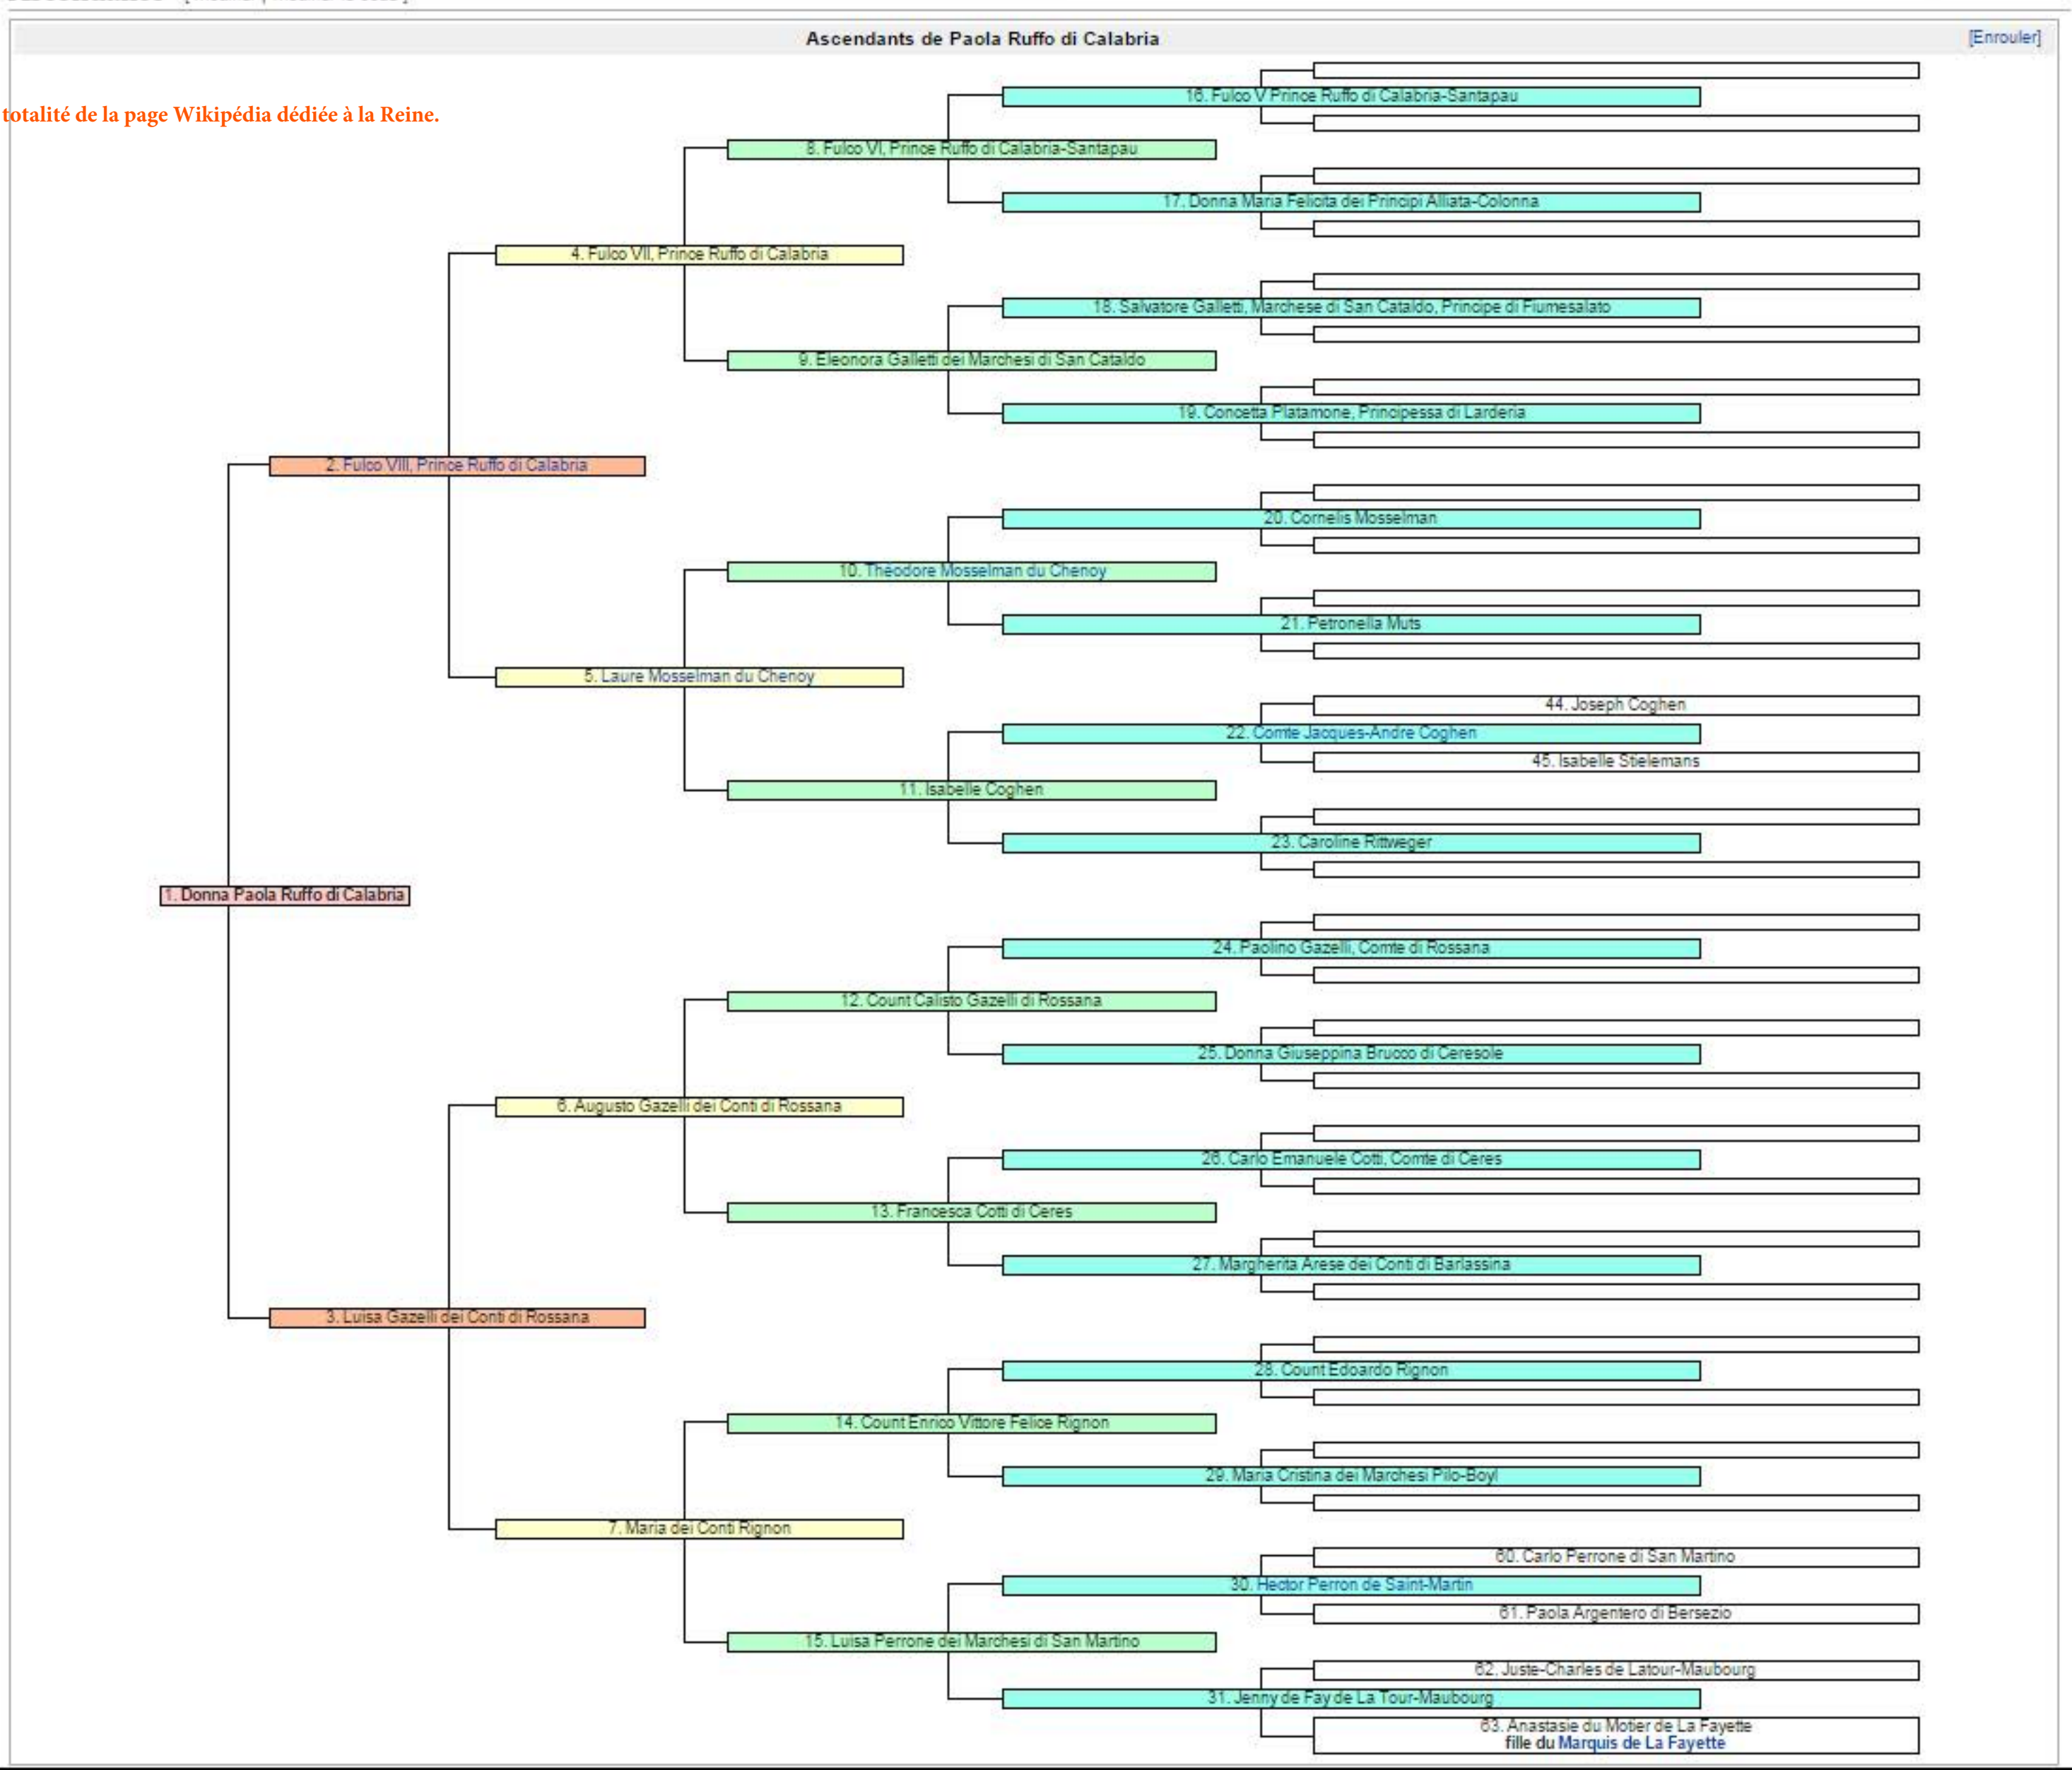 Ascendants de Paola Ruffo di Calabria
[Enrouler]
totalité de la page Wikipédia dédiée à la Reine.
16. Fulco V Prince Ruffo di Calabria-Santapau
8. Fulco VI, Prince Ruffo di Calabria-Santapau
17. Donna Maria Felicita dei Principi Alliata-Colonna
4. Fulco VII, Prince Ruffo di Calabria
18. Salvatore Galletti, Marchese di San Cataldo, Principe di Fiumesalato
9. Eleonora Galletti dei Marchesi di San Cataldo
19. Concetta Platamone, Principessa di Larderia
2. Fulco VIII, Prince Ruffo di Calabria
20. Cornelis Mosselman
10. Théodore Mosselman du Chenoy
21. Petronella Muts
5. Laure Mosselman du Chenoy
44. Joseph Coghen
22. Comte Jacques-Andre Coghen
45. Isabelle Stielemans
11. Isabelle Coghen
23. Caroline Rittweger
1. Donna Paola Ruffo di Calabria
24. Paolino Gazelli, Comte di Rossana
12. Count Calisto Gazelli di Rossana
25. Donna Giuseppina Brucco di Ceresole
6. Augusto Gazelli dei Conti di Rossana
26. Carlo Emanuele Cotti, Comte di Ceres
13. Francesca Cotti di Ceres
27. Margherita Arese dei Conti di Barlassina
3. Luisa Gazelli dei Conti di Rossana
28. Count Edoardo Rignon
14. Count Enrico Vittore Felice Rignon
29. Maria Cristina dei Marchesi Pilo-Boyl
7. Maria dei Conti Rignon
60. Carlo Perrone di San Martino
30. Hector Perron de Saint-Martin
61. Paola Argentero di Bersezio
15. Luisa Perrone dei Marchesi di San Martino
62. Juste-Charles de Latour-Maubourg
31. Jenny de Fay de La Tour-Maubourg
63. Anastasie du Motier de La Fayette
fille du Marquis de La Fayette